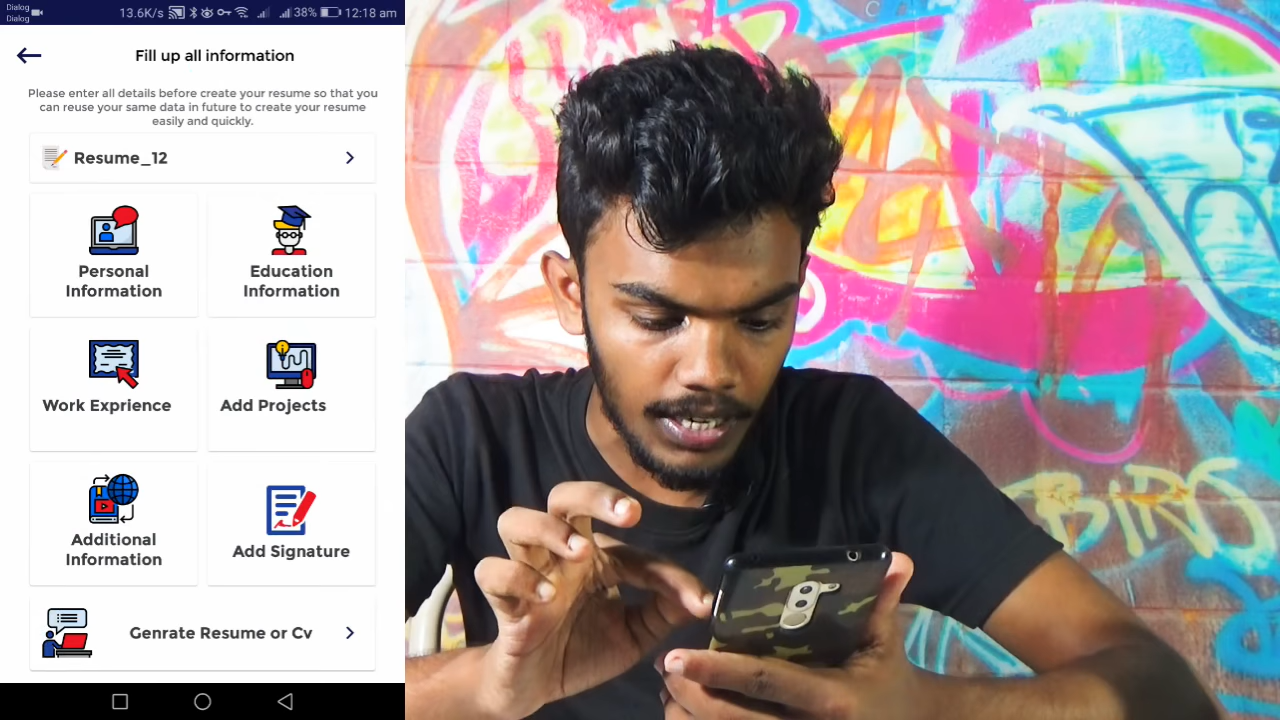 Dialog
Dialog
13.6K/s
38%
12:18 am
Fill up all information
Please enter all details before create your resume so that you
can reuse your same data in future to create your resume
easily and quickly.
Resume_12
Personal
Information
Education
Information
Work Exprience
Add Projects
Additional
Information
Add Signature
Genrate Resume or Cv
BIRD